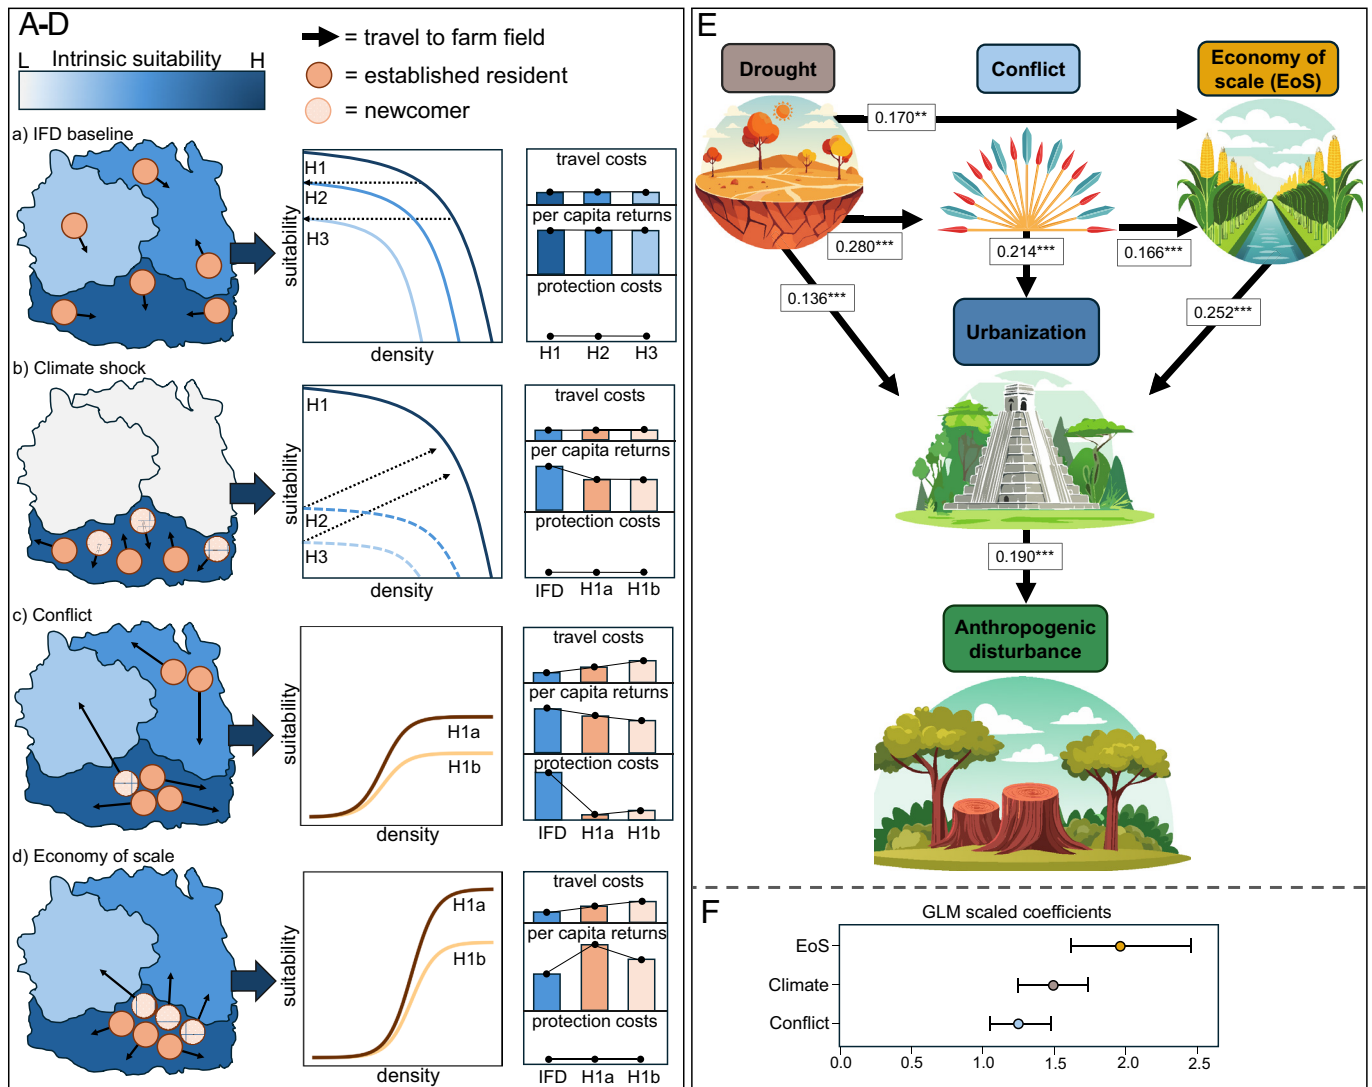 A-D
L Intrinsic suitability H
= travel to farm field
= established resident
= newcomer
a) IFD baseline
suitability
H1
H2
H3
density
travel costs
per capita returns
protection costs
H1 H2 H3
b) Climate shock
suitability
H1
H2
H3
density
travel costs
per capita returns
protection costs
IFD H1a H1b
c) Conflict
suitability
H1a
H1b
density
travel costs
per capita returns
protection costs
IFD H1a H1b
d) Economy of scale
suitability
H1a
H1b
density
travel costs
per capita returns
protection costs
IFD H1a H1b
E
Drought
Conflict
Economy of
scale (EoS)
0.170**
0.280***
0.214***
0.166***
0.136***
0.252***
Urbanization
0.190***
Anthropogenic
disturbance
F
GLM scaled coefficients
EoS
Climate
Conflict
0.0 0.5 1.0 1.5 2.0 2.5